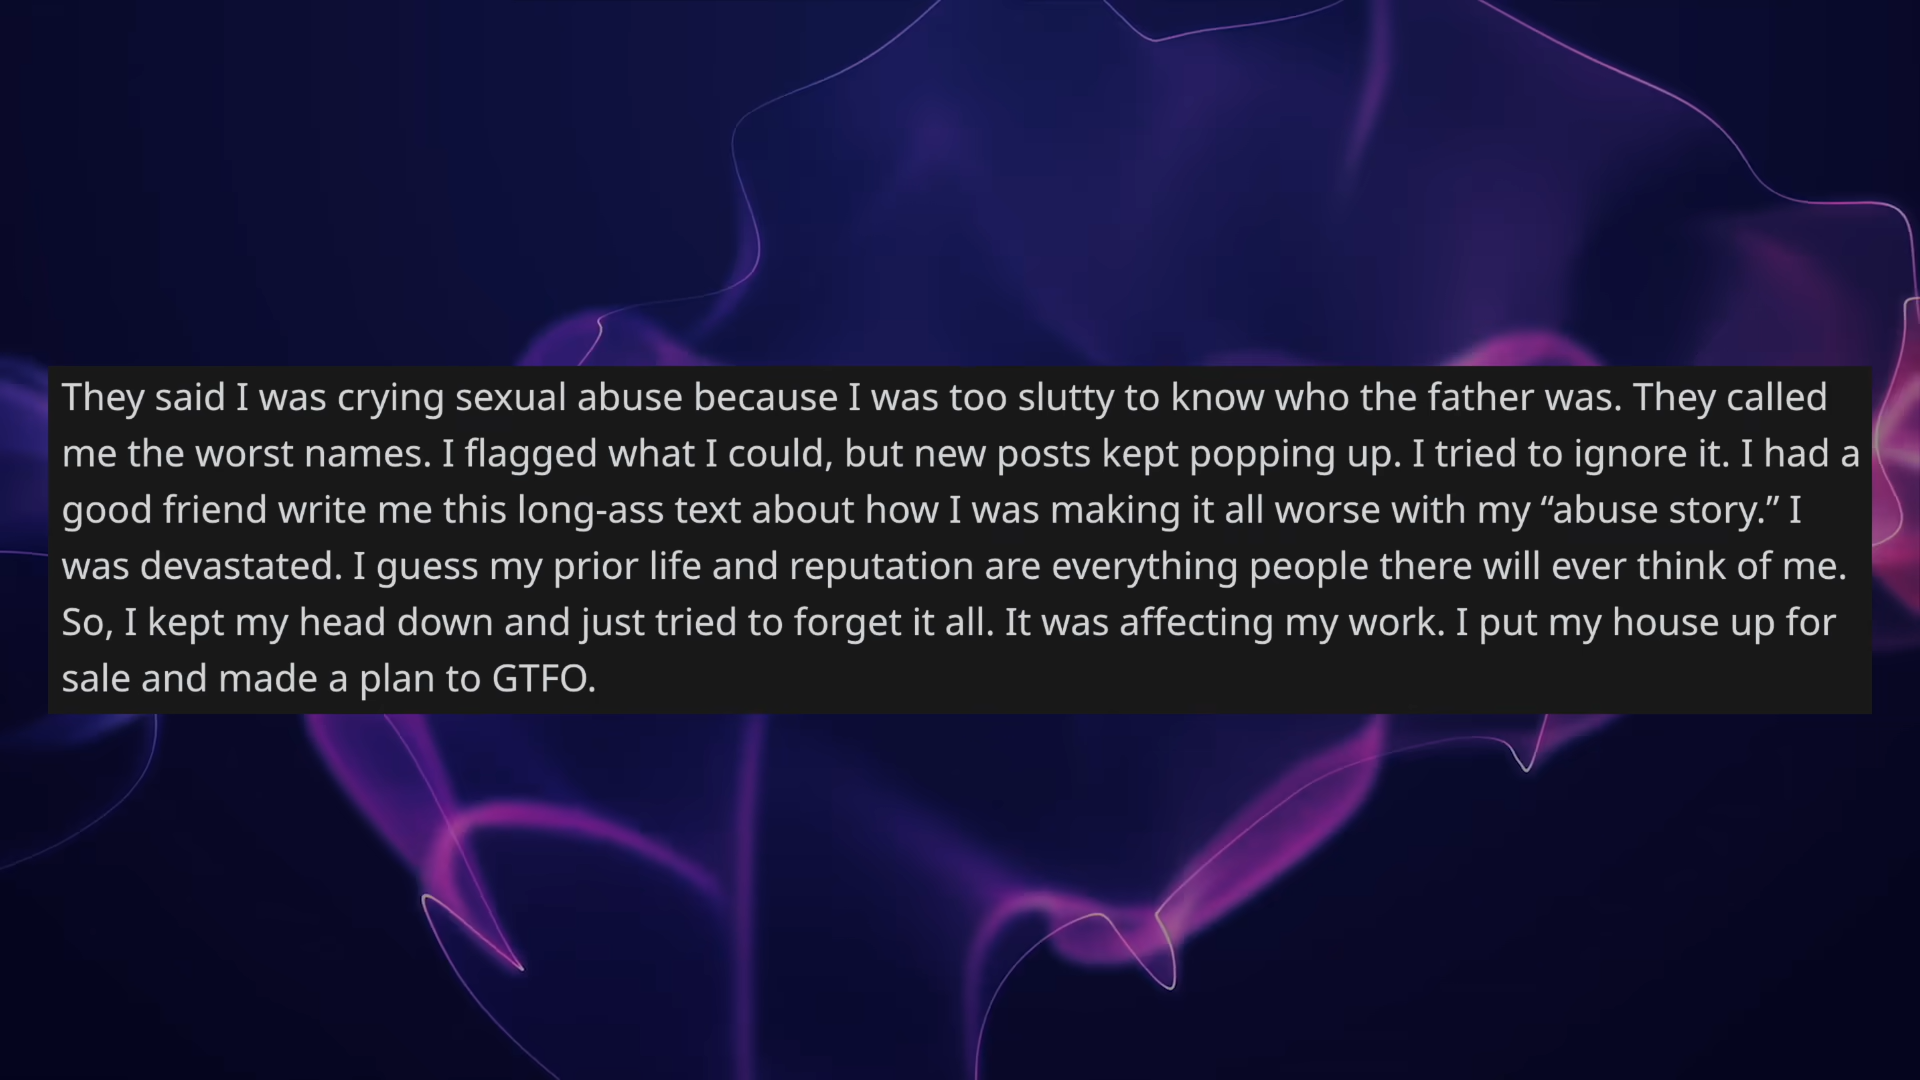 They said I was crying sexual abuse because I was too slutty to know who the father was. They called
me the worst names. I flagged what I could, but new posts kept popping up. I tried to ignore it. I had a
good friend write me this long-ass text about how I was making it all worse with my “abuse story.” I
was devastated. I guess my prior life and reputation are everything people there will ever think of me.
So, I kept my head down and just tried to forget it all. It was affecting my work. I put my house up for
sale and made a plan to GTFO.